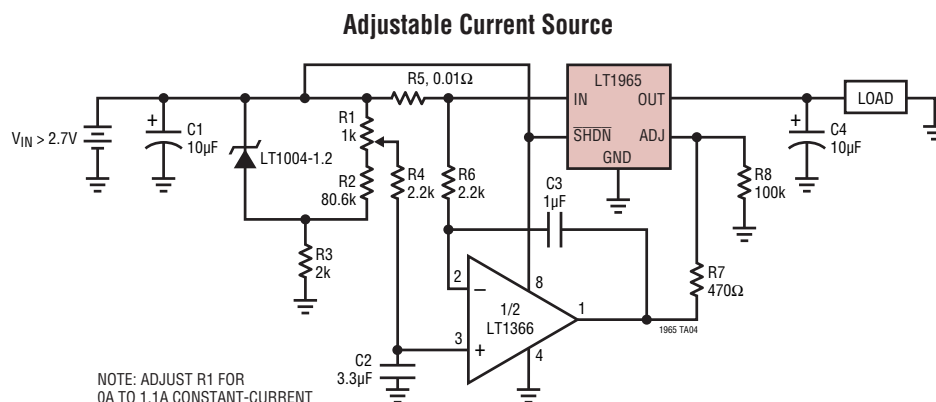 Adjustable Current Source
LT1965
R5, 0.01Ω
IN
OUT
LOAD
R1
1k
VIN > 2.7V
C1
10µF
SHDN
ADJ
C4
10µF
LT1004-1.2
GND
R2
80.6k
R4
2.2k
R6
2.2k
C3
1µF
R8
100k
R3
2k
R7
470Ω
2
8
1/2
LT1366
1
1965 TA04
3
4
C2
3.3µF
NOTE: ADJUST R1 FOR
0A TO 1.1A CONSTANT-CURRENT